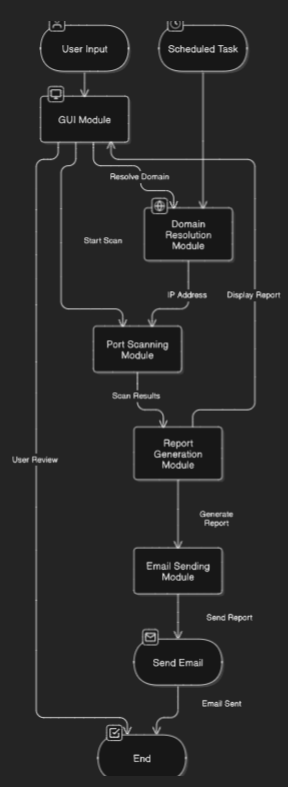 User Input
Scheduled Task
GUI Module
Resolve Domain
Domain
Resolution
Module
Start Scan
IP Address
Display Report
Port Scanning
Module
Scan Results
Report
Generation
Module
User Review
Generate
Report
Email Sending
Module
Send Report
Send Email
Email Sent
End